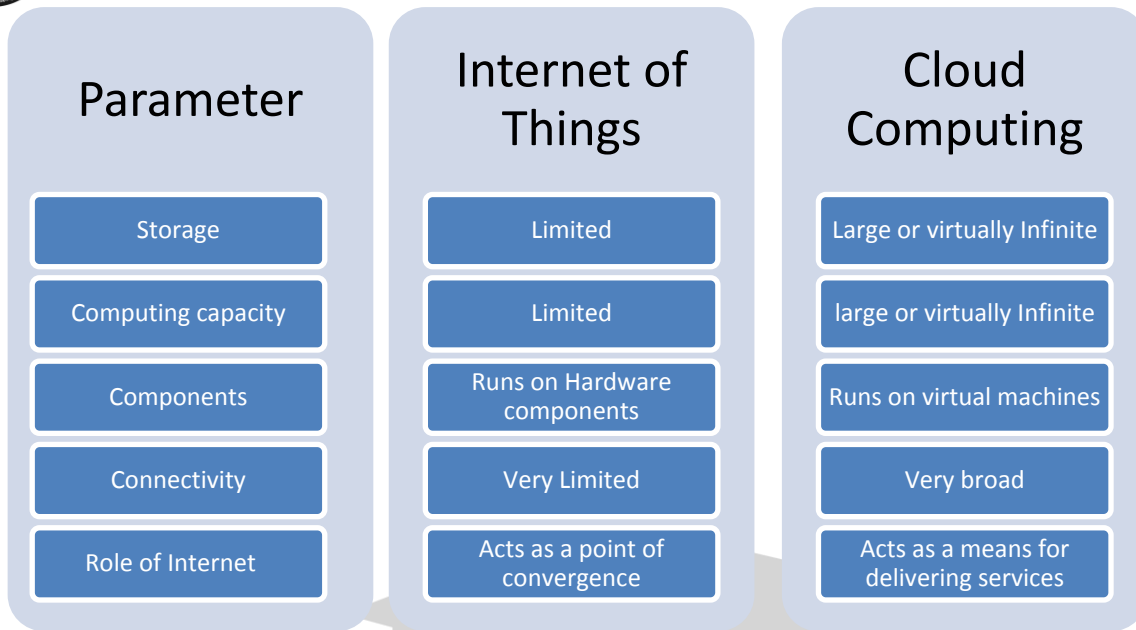 Parameter
Internet of
Things
Cloud
Computing
Storage
Limited
Large or virtually Infinite
Computing capacity
Limited
large or virtually Infinite
Components
Runs on Hardware
components
Runs on virtual machines
Connectivity
Very Limited
Very broad
Role of Internet
Acts as a point of
convergence
Acts as a means for
delivering services